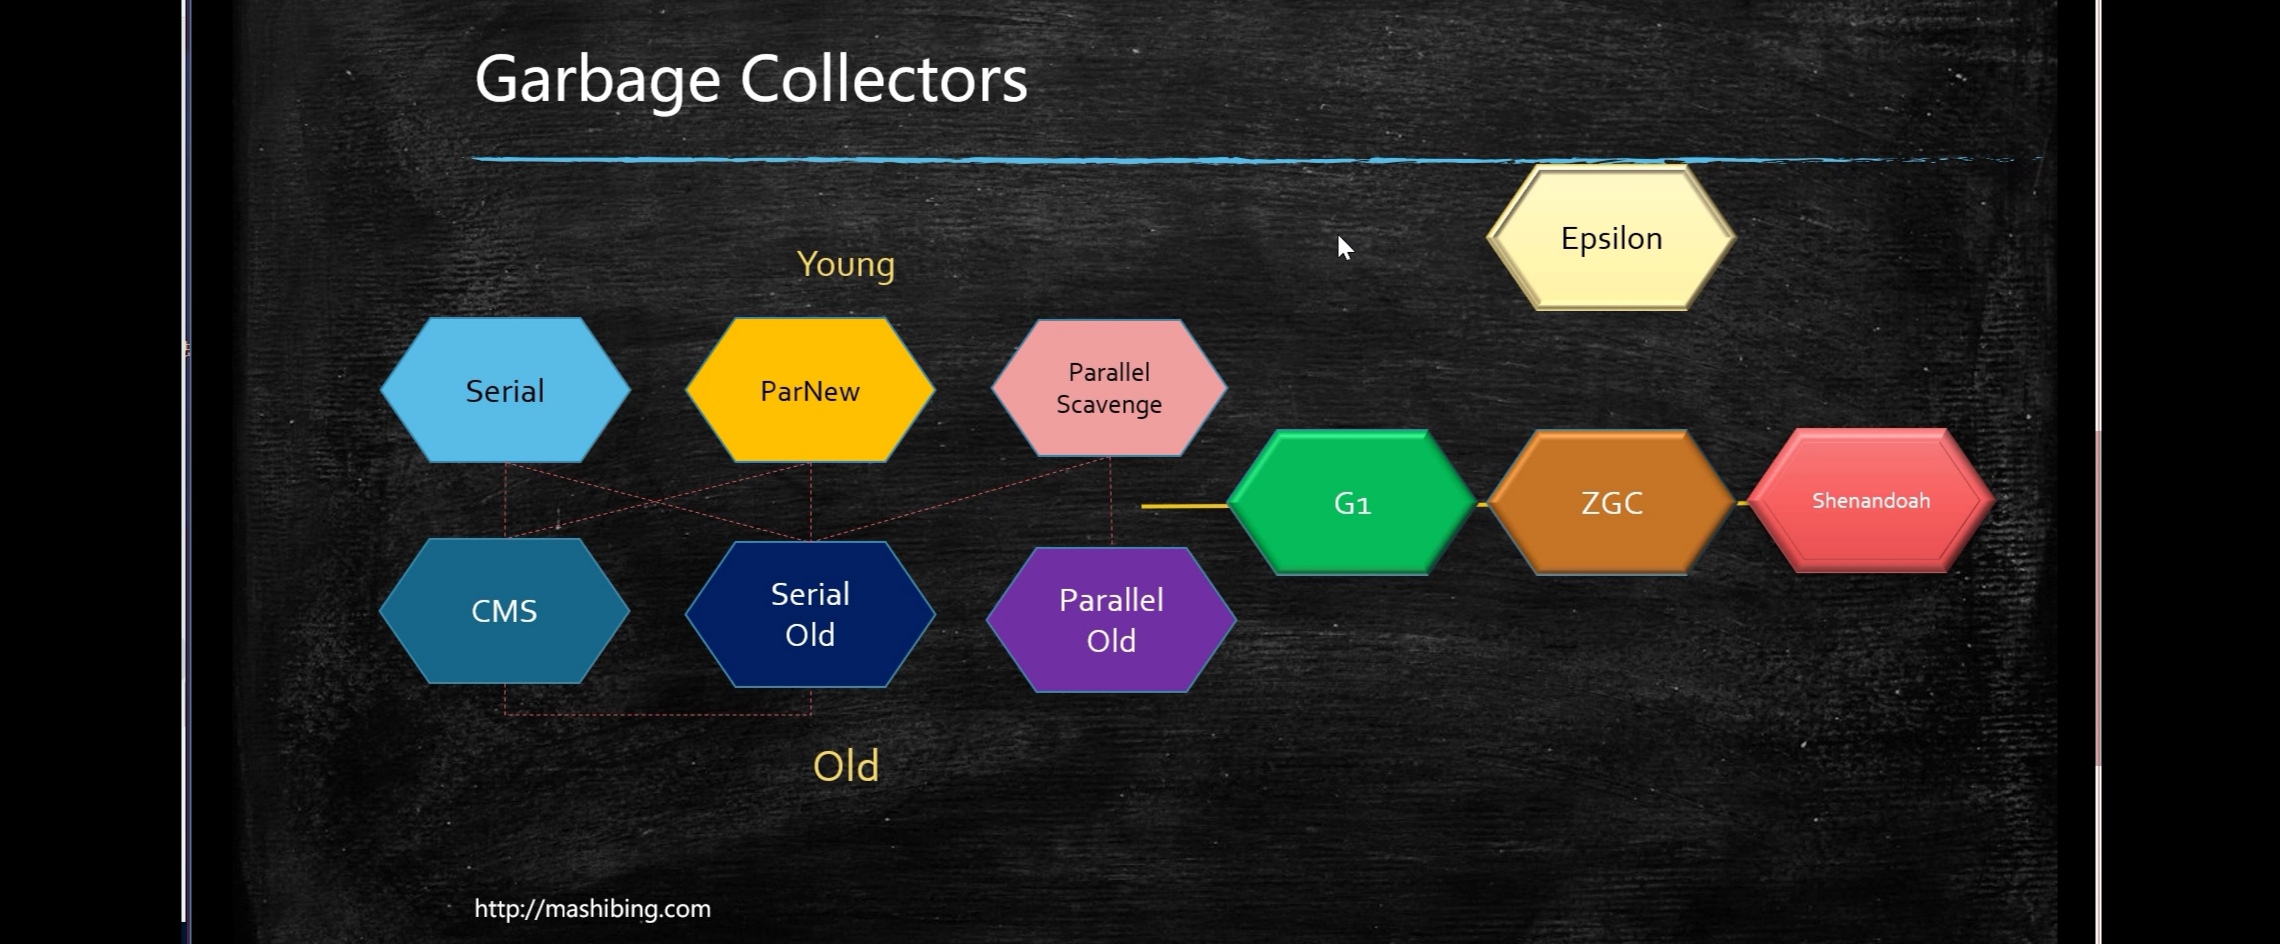 Garbage Collectors
Epsilon
Young
Serial
ParNew
Parallel
Scavenge
G1
ZGC
Shenandoah
CMS
Serial
Old
Parallel
Old
Old
http://mashibing.com